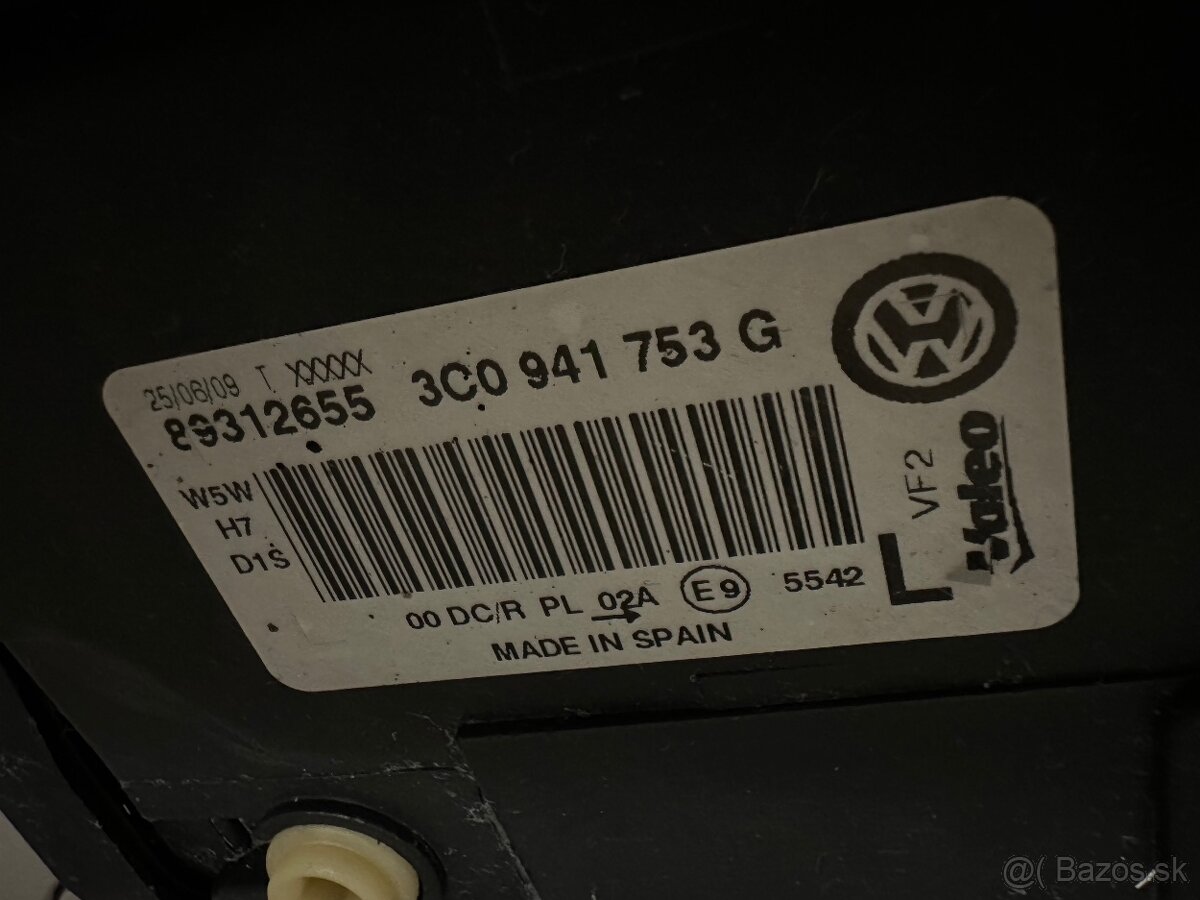 25/06/09 T XXXXX
89312655 3C0 941 753 G
W5W
H7
D1S
VF2
Valeo
L
00 DC/R PL 02A E9 5542
MADE IN SPAIN
@( Bazos.sk